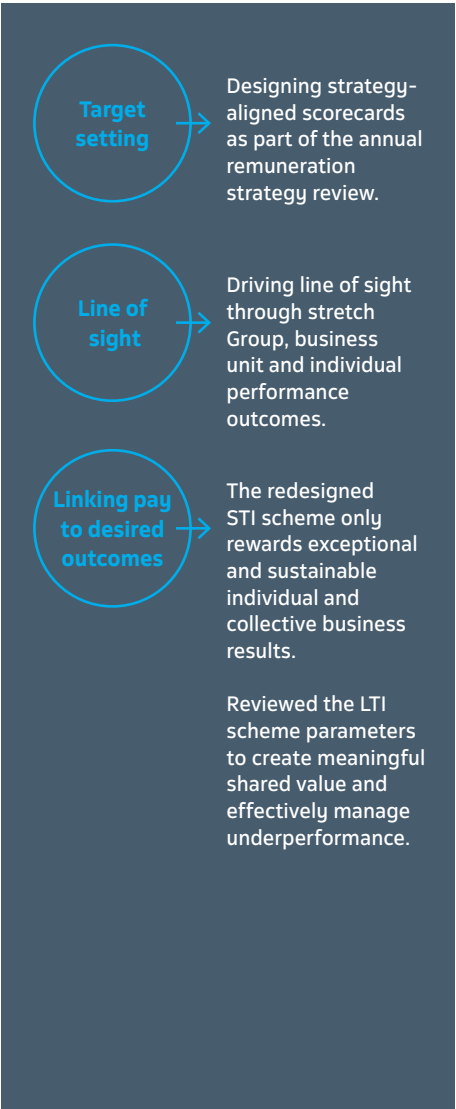 Target
setting
Designing strategy-
aligned scorecards
as part of the annual
remuneration
strategy review.
Line of
sight
Driving line of sight
through stretch
Group, business
unit and individual
performance
outcomes.
Linking pay
to desired
outcomes
The redesigned
STI scheme only
rewards exceptional
and sustainable
individual and
collective business
results.
Reviewed the LTI
scheme parameters
to create meaningful
shared value and
effectively manage
underperformance.